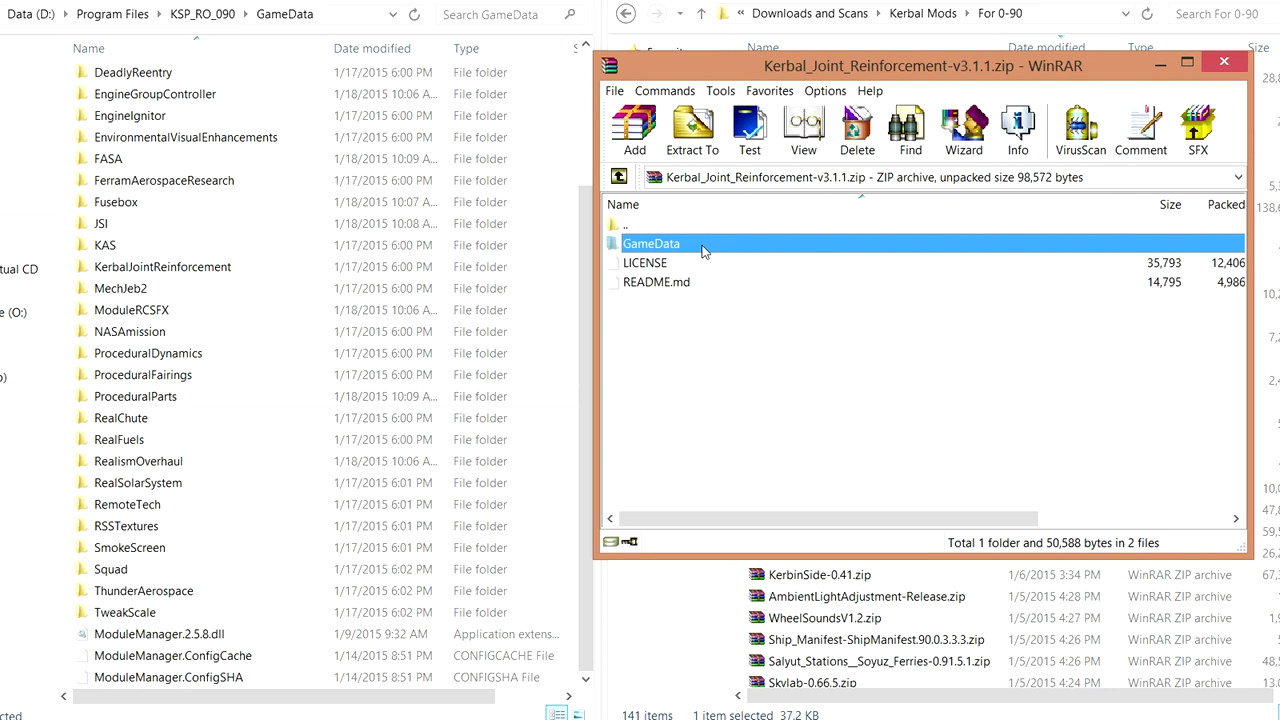 Data (D:) Program Files KSP_RO_090 GameData
Search GameData
Name Date modified Type
DeadlyReentry 1/17/2015 6:00 PM File folder
EngineGroupController 1/18/2015 10:06 A... File folder
EngineIgnitor 1/17/2015 6:00 PM File folder
EnvironmentalVisualEnhancements 1/17/2015 6:00 PM File folder
FASA 1/18/2015 10:09 A... File folder
FerramAerospaceResearch 1/17/2015 6:00 PM File folder
Fusebox 1/18/2015 10:07 A... File folder
JSI 1/17/2015 6:00 PM File folder
KAS 1/17/2015 6:00 PM File folder
KerbalJointReinforcement 1/17/2015 6:00 PM File folder
MechJeb2 1/17/2015 6:00 PM File folder
ModuleRCSFX 1/18/2015 10:06 A... File folder
NASAmission 1/17/2015 6:00 PM File folder
ProceduralDynamics 1/17/2015 6:00 PM File folder
ProceduralFairings 1/17/2015 6:00 PM File folder
ProceduralParts 1/18/2015 10:09 A... File folder
RealChute 1/17/2015 6:00 PM File folder
RealFuels 1/17/2015 6:00 PM File folder
RealismOverhaul 1/18/2015 10:06 A... File folder
RealSolarSystem 1/17/2015 6:01 PM File folder
RemoteTech 1/17/2015 6:01 PM File folder
RSSTextures 1/17/2015 6:01 PM File folder
SmokeScreen 1/17/2015 6:01 PM File folder
Squad 1/17/2015 6:01 PM File folder
ThunderAerospace 1/17/2015 6:02 PM File folder
TweakScale 1/17/2015 6:02 PM File folder
ModuleManager.2.5.8.dll 1/9/2015 9:32 AM Application exten...
ModuleManager.ConfigCache 1/14/2015 8:51 PM CONFIGCACHE File
ModuleManager.ConfigSHA 1/14/2015 8:51 PM CONFIGSHA File
tual CD
e (O:)
ected
« Downloads and Scans Kerbal Mods For 0-90
Search For 0-90
Name Date modified Type Size
Kerbal_Joint_Reinforcement-v3.1.1.zip - WinRAR
File Commands Tools Favorites Options Help
Add Extract To Test View Delete Find Wizard Info VirusScan Comment SFX
Kerbal_Joint_Reinforcement-v3.1.1.zip - ZIP archive, unpacked size 98,572 bytes
Name Size Packed
..
GameData
LICENSE 35,793 12,406
README.md 14,795 4,986
Total 1 folder and 50,588 bytes in 2 files
KerbinSide-0.41.zip 1/6/2015 3:34 PM WinRAR ZIP archive 67,
AmbientLightAdjustment-Release.zip 1/5/2015 4:28 PM WinRAR ZIP archive
WheelSoundsV1.2.zip 1/5/2015 4:27 PM WinRAR ZIP archive 1,
Ship_Manifest-ShipManifest.90.0.3.3.3.zip 1/5/2015 4:26 PM WinRAR ZIP archive
Salyut_Stations__Soyuz_Ferries-0.91.5.1.zip 1/5/2015 4:26 PM WinRAR ZIP archive 48,
Skylab-0.66.5.zip 1/5/2015 4:26 PM WinRAR ZIP archive
141 items 1 item selected 37.2 KB